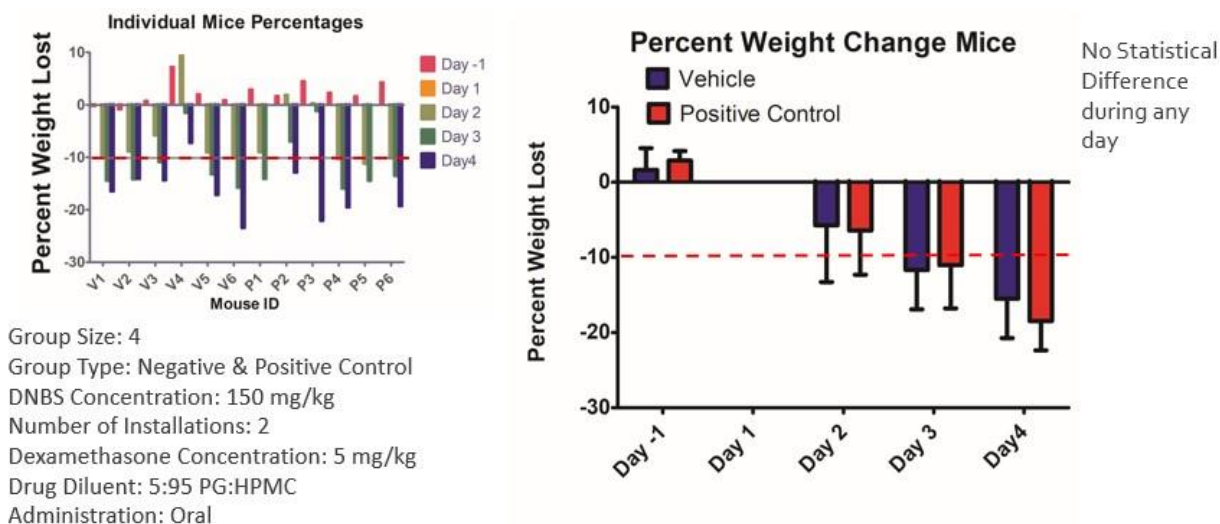 Individual Mice Percentages
Percent Weight Lost
10
0
-10
-20
-30
V1
V2
V3
V4
V5
V6
P1
P2
P3
P4
P5
P6
Mouse ID
Day -1
Day 1
Day 2
Day 3
Day4
Group Size: 4
Group Type: Negative & Positive Control
DNBS Concentration: 150 mg/kg
Number of Installations: 2
Dexamethasone Concentration: 5 mg/kg
Drug Diluent: 5:95 PG:HPMC
Administration: Oral
Percent Weight Change Mice
Vehicle
Positive Control
Percent Weight Lost
10
0
-10
-20
-30
Day -1
Day 1
Day 2
Day 3
Day4
No Statistical
Difference
during any
day